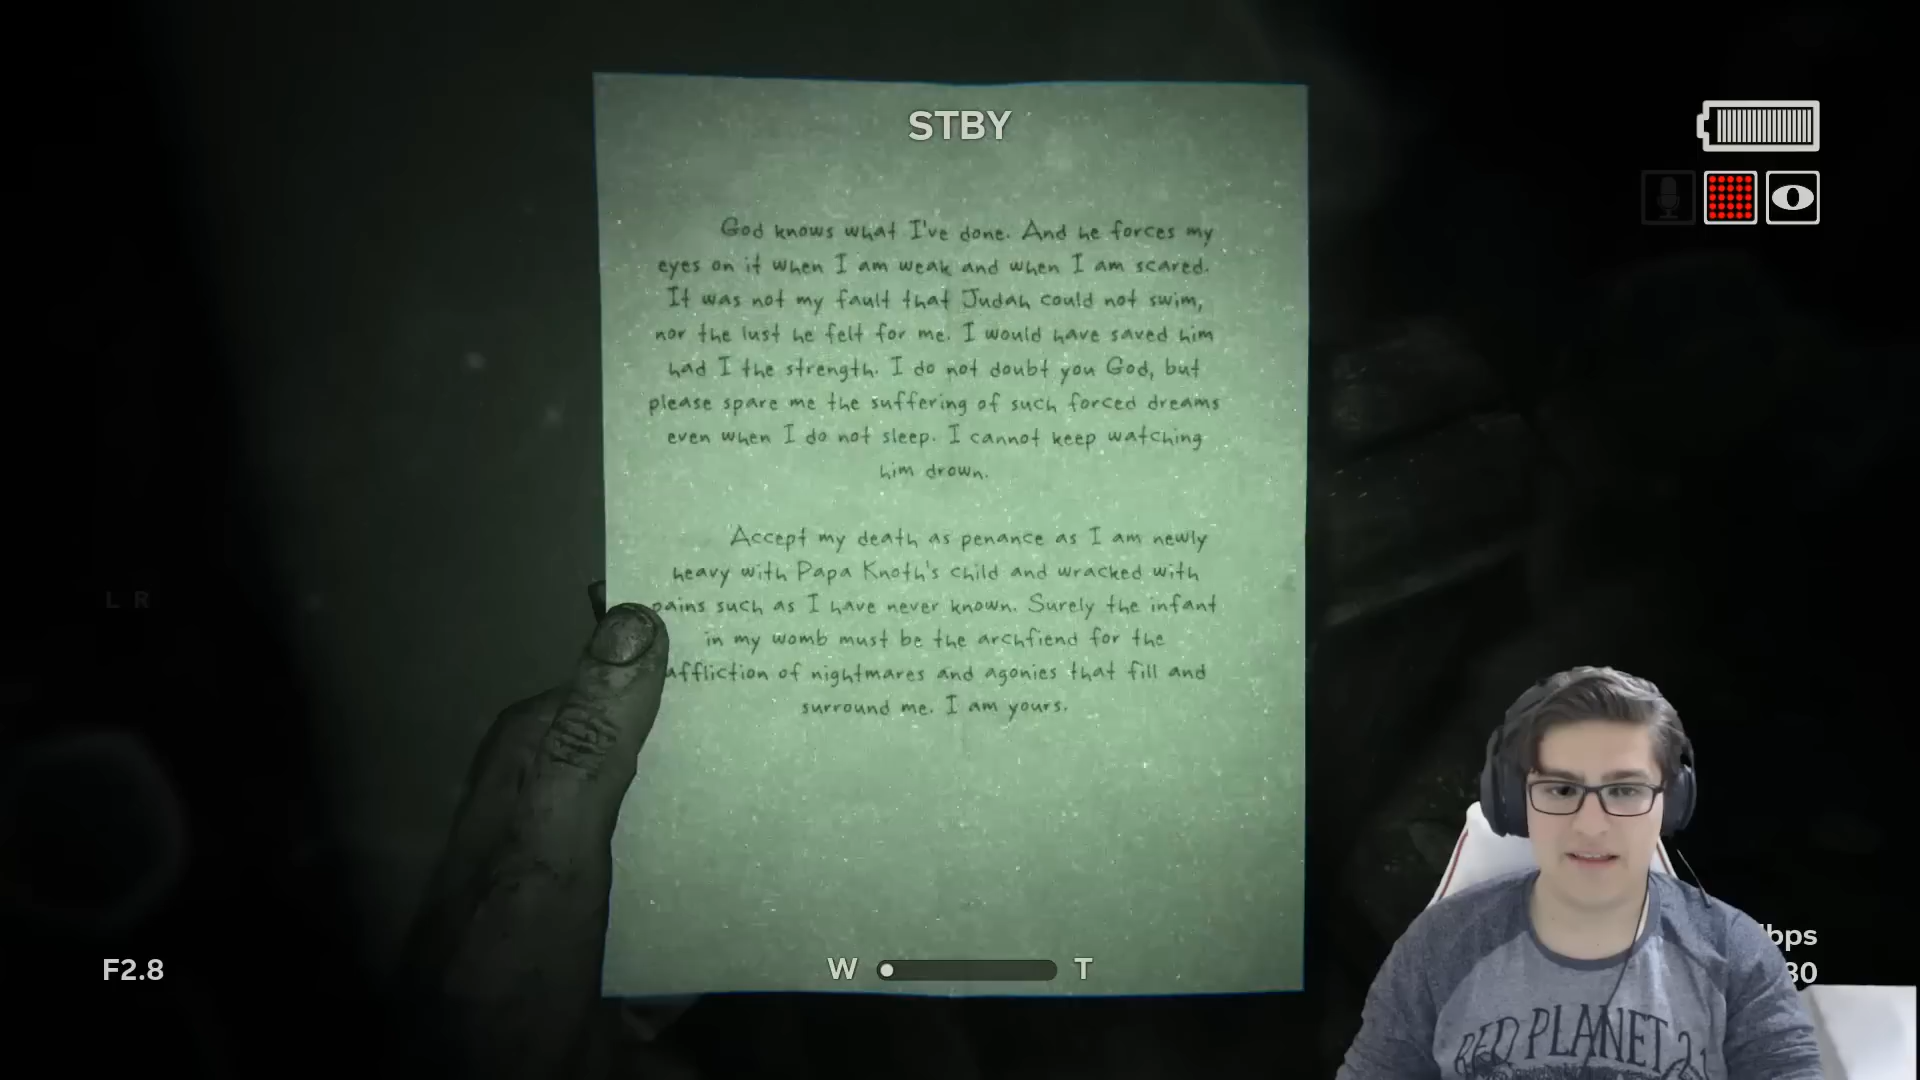 STBY
God knows what I've done. And he forces my
eyes on it when I am weak and when I am scared.
It was not my fault that Judah could not swim,
nor the lust he felt for me. I would have saved him
had I the strength. I do not doubt you God, but
please spare me the suffering of such forced dreams
even when I do not sleep. I cannot keep watching
him drown.
Accept my death as penance as I am newly
heavy with Papa Knoth's child and wracked with
pains such as I have never known. Surely the infant
in my womb must be the archfiend for the
affliction of nightmares and agonies that fill and
surround me. I am yours.
L R
F2.8
W T
bps
30
RED PLANET